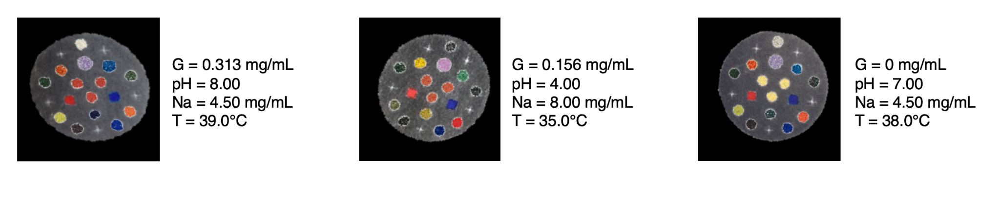 G = 0.313 mg/mL
pH = 8.00
Na = 4.50 mg/mL
T = 39.0°C
G = 0.156 mg/mL
pH = 4.00
Na = 8.00 mg/mL
T = 35.0°C
G = 0 mg/mL
pH = 7.00
Na = 4.50 mg/mL
T = 38.0°C